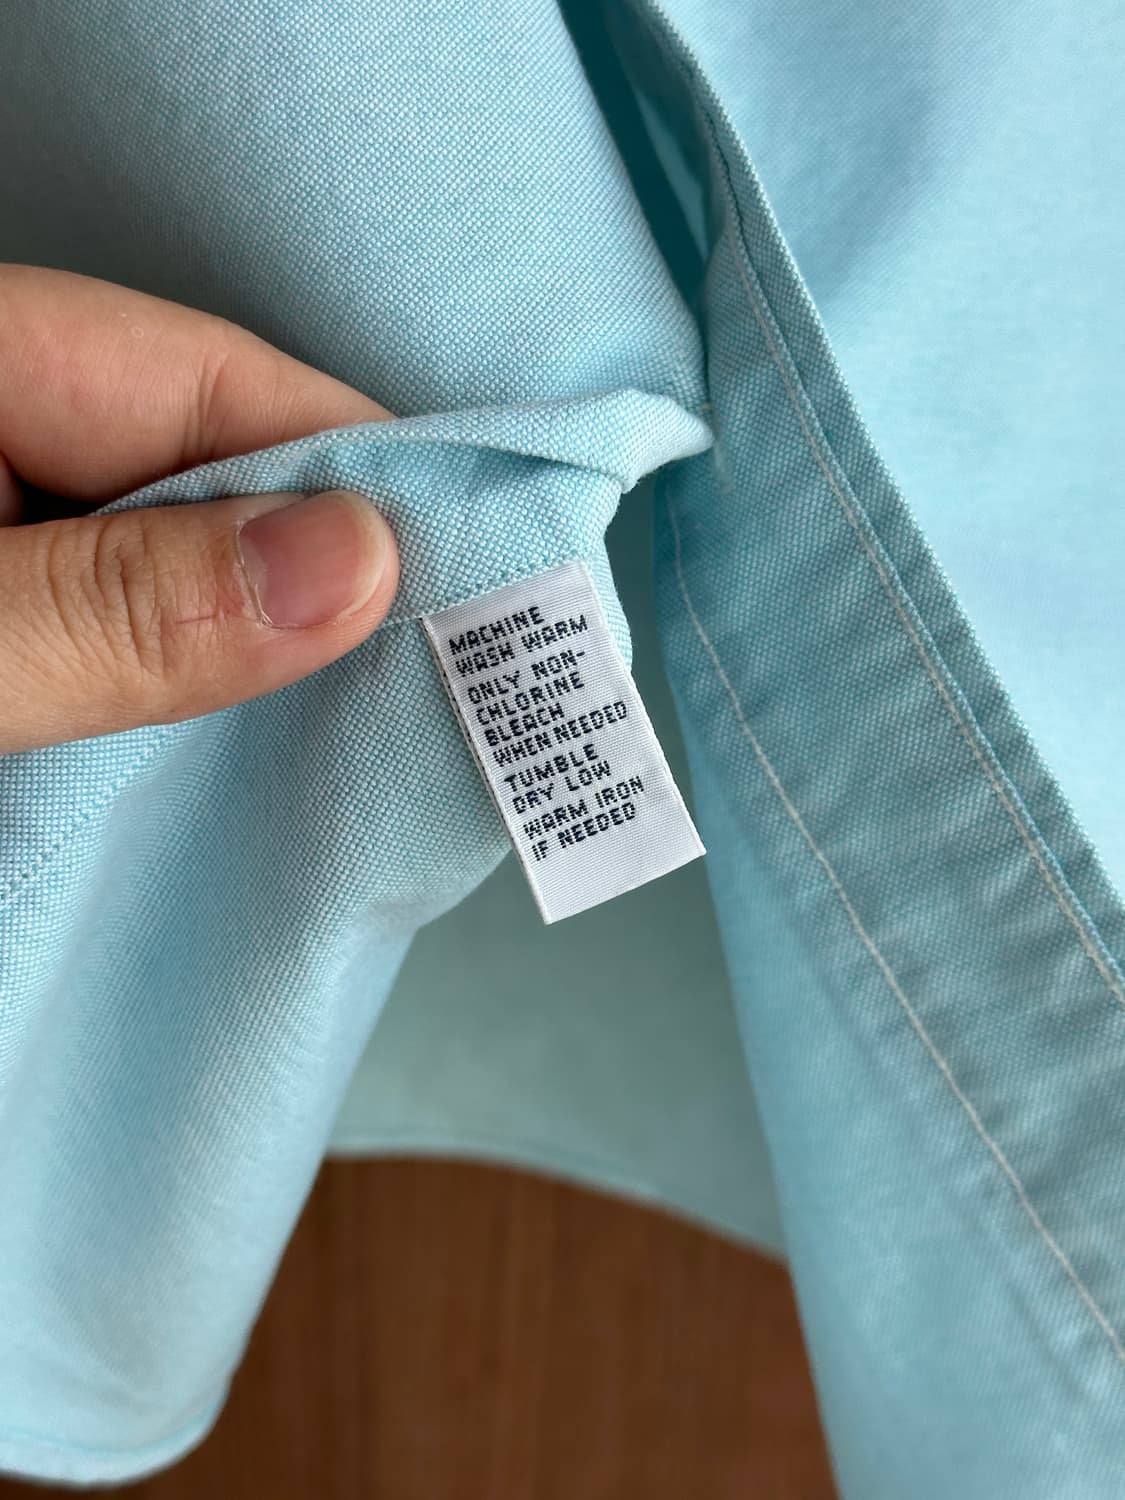 MACHINE
WASH WARM
ONLY NON-
CHLORINE
BLEACH
WHEN NEEDED
TUMBLE
DRY LOW
WARM IRON
IF NEEDED